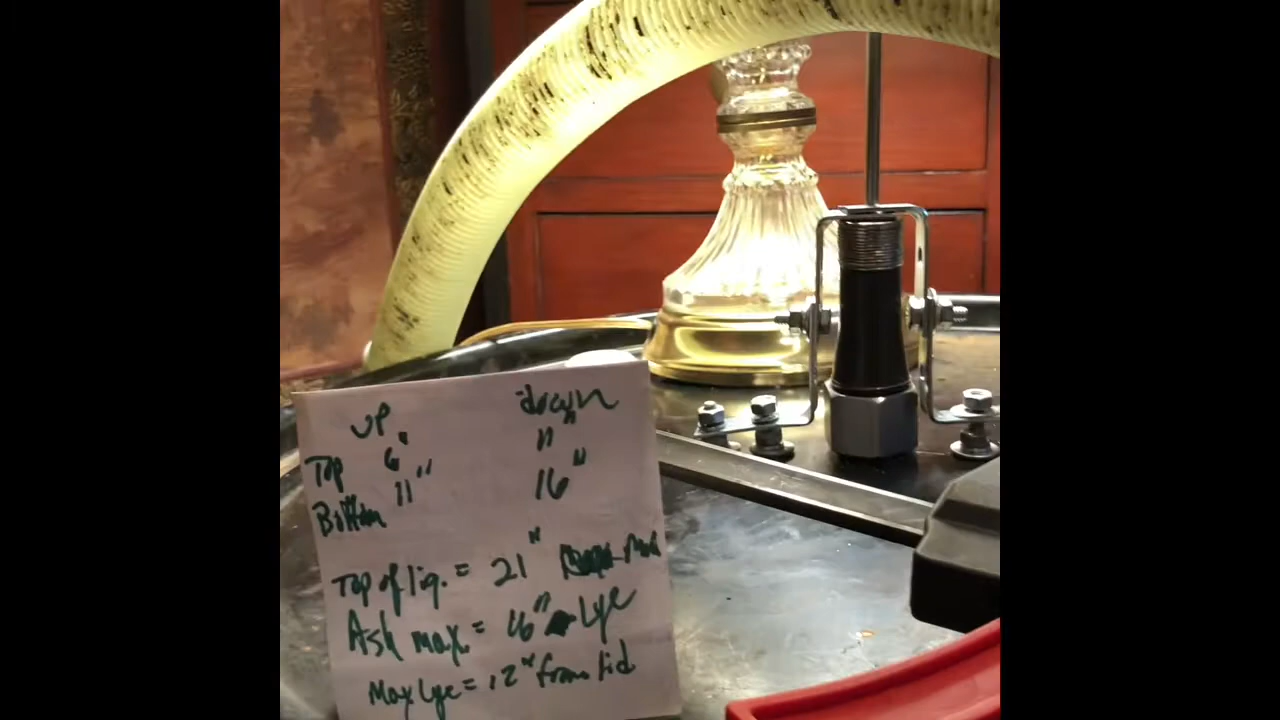 up down
Top 6" 11"
Bottom 11" 16"
Top of liq. = 21"
Ash max. = Lye
Max Lye = 12" from lid